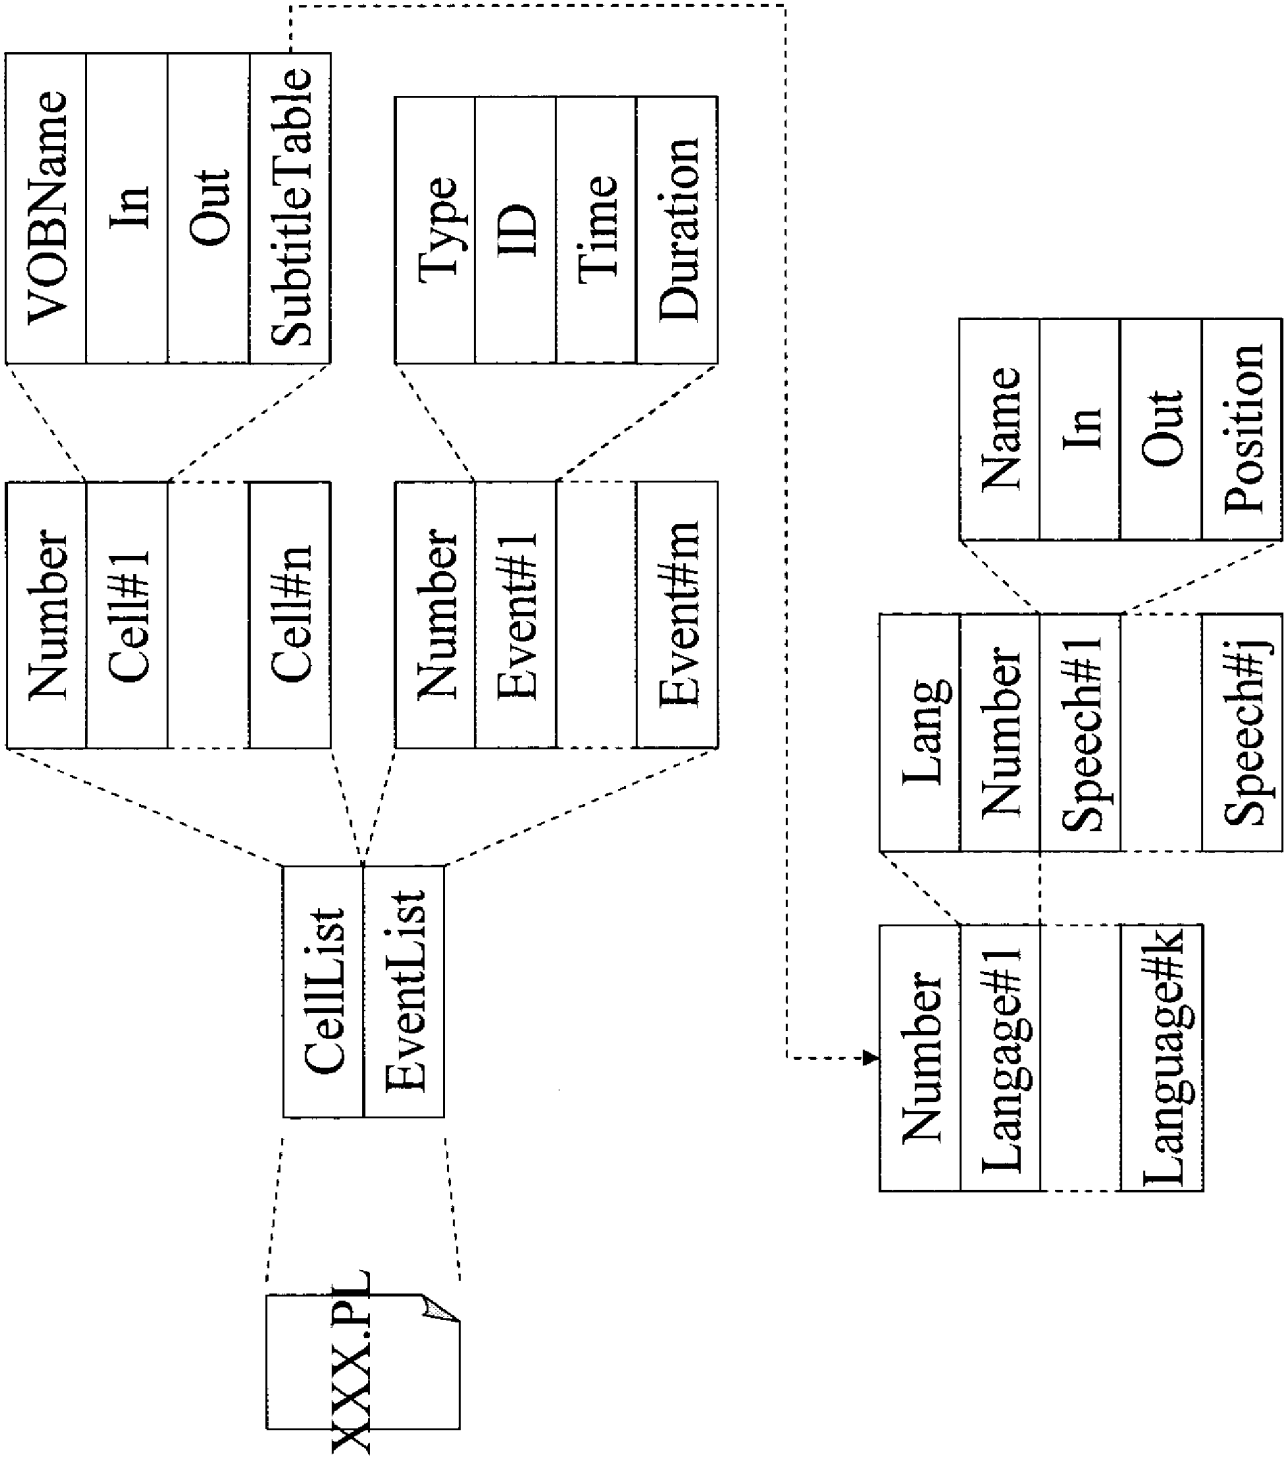 XXX.PL
CellList
EventList
Number
Cell#1
Cell#n
VOBName
In
Out
SubtitleTable
Number
Event#1
Event#m
Type
ID
Time
Duration
Number
Langage#1
Language#k
Lang
Number
Speech#1
Speech#j
Name
In
Out
Position